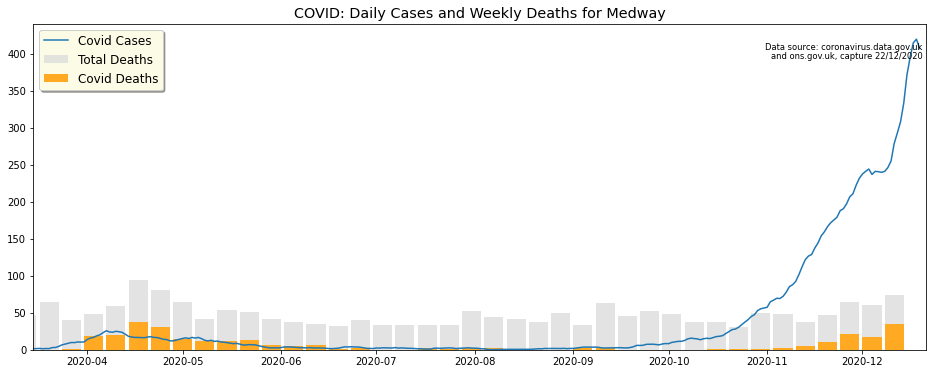 COVID: Daily Cases and Weekly Deaths for Medway
Covid Cases
Total Deaths
Covid Deaths
Data source: coronavirus.data.gov.uk
and ons.gov.uk, capture 22/12/2020
400
350
300
250
200
150
100
50
0
2020-04 2020-05 2020-06 2020-07 2020-08 2020-09 2020-10 2020-11 2020-12